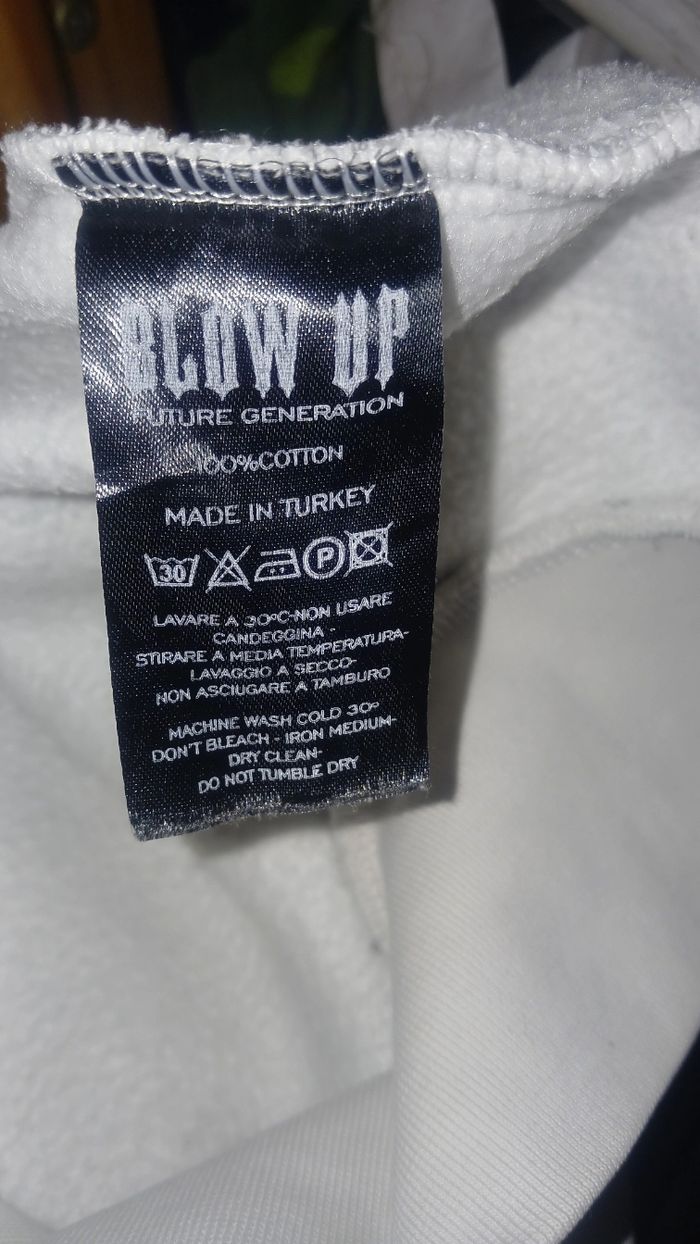 BLOW UP
FUTURE GENERATION
100%COTTON
MADE IN TURKEY
30 P
LAVARE A 30°C-NON USARE
CANDEGGINA -
STIRARE A MEDIA TEMPERATURA-
LAVAGGIO A SECCO-
NON ASCIUGARE A TAMBURO
MACHINE WASH COLD 30°
DON'T BLEACH - IRON MEDIUM-
DRY CLEAN-
DO NOT TUMBLE DRY